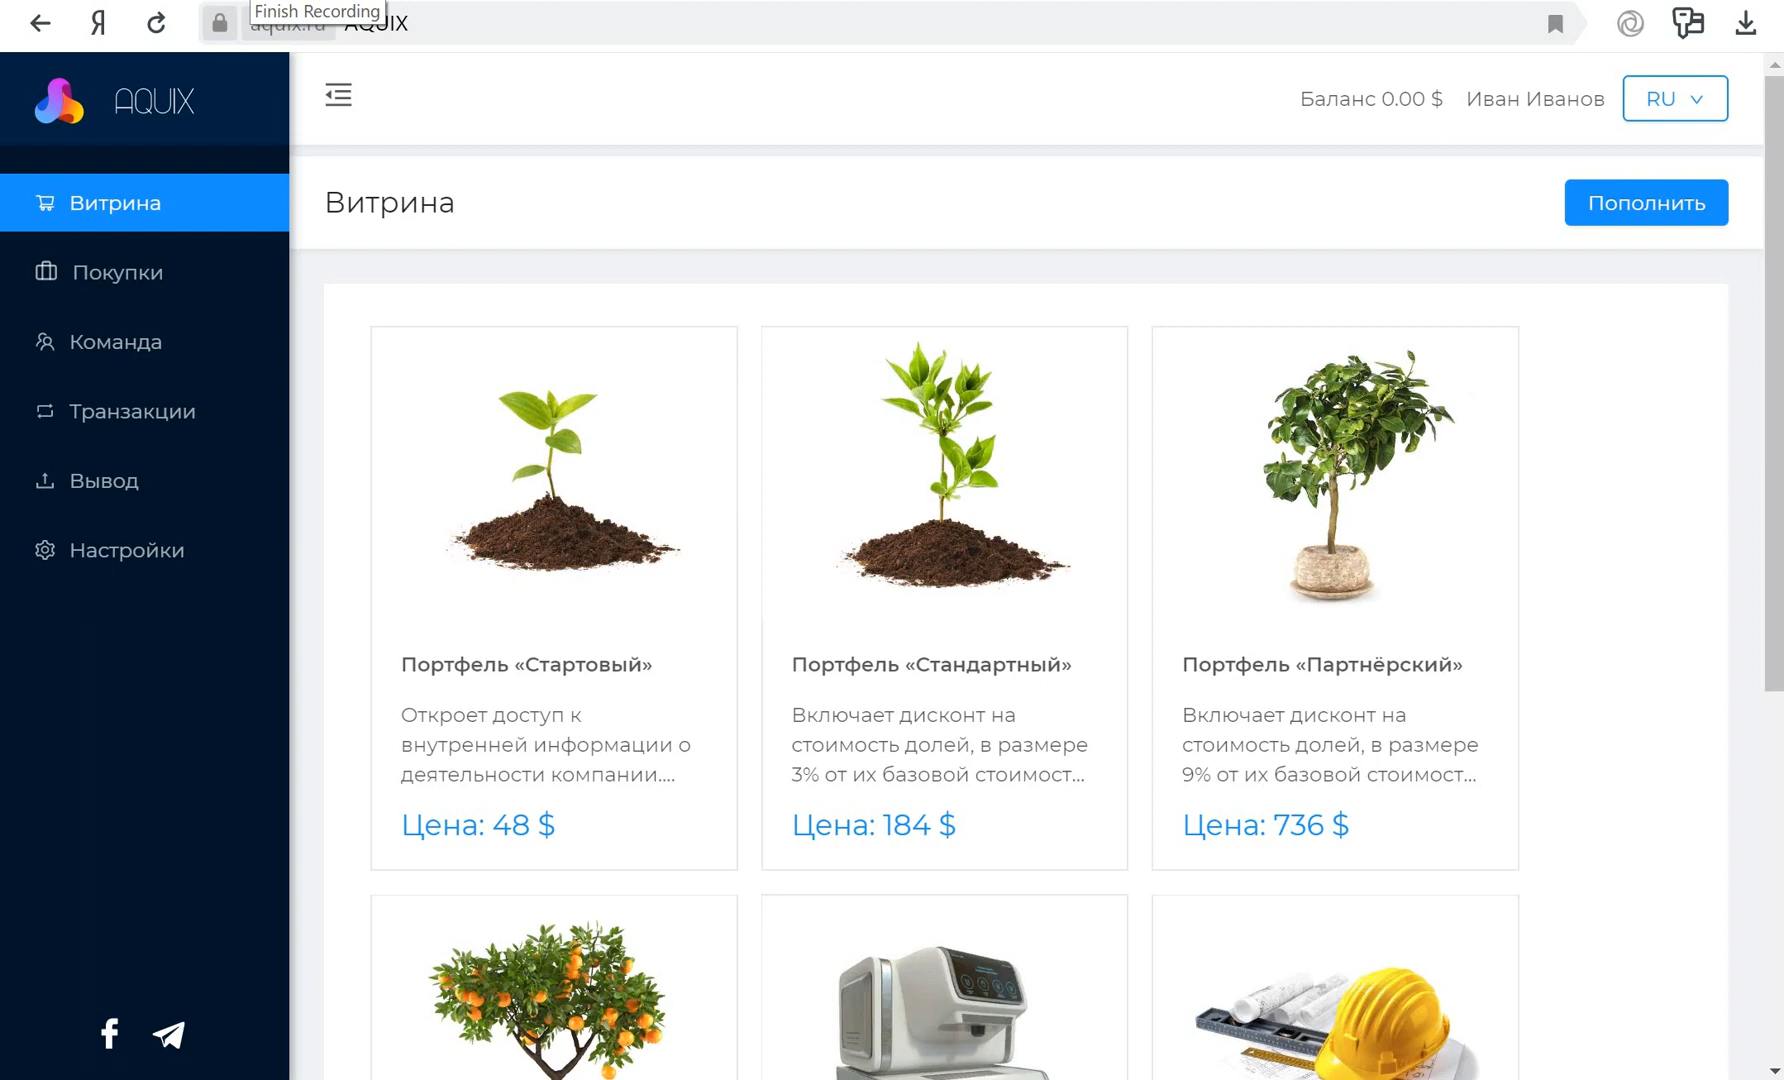 Finish Recording
Я
aquix.ru AQUIX
AQUIX
Баланс 0.00 $ Иван Иванов RU
Витрина
Покупки
Команда
Транзакции
Вывод
Настройки
Витрина
Пополнить
Портфель «Стартовый»
Откроет доступ к
внутренней информации о
деятельности компании....
Цена: 48 $
Портфель «Стандартный»
Включает дисконт на
стоимость долей, в размере
3% от их базовой стоимост...
Цена: 184 $
Портфель «Партнёрский»
Включает дисконт на
стоимость долей, в размере
9% от их базовой стоимост...
Цена: 736 $